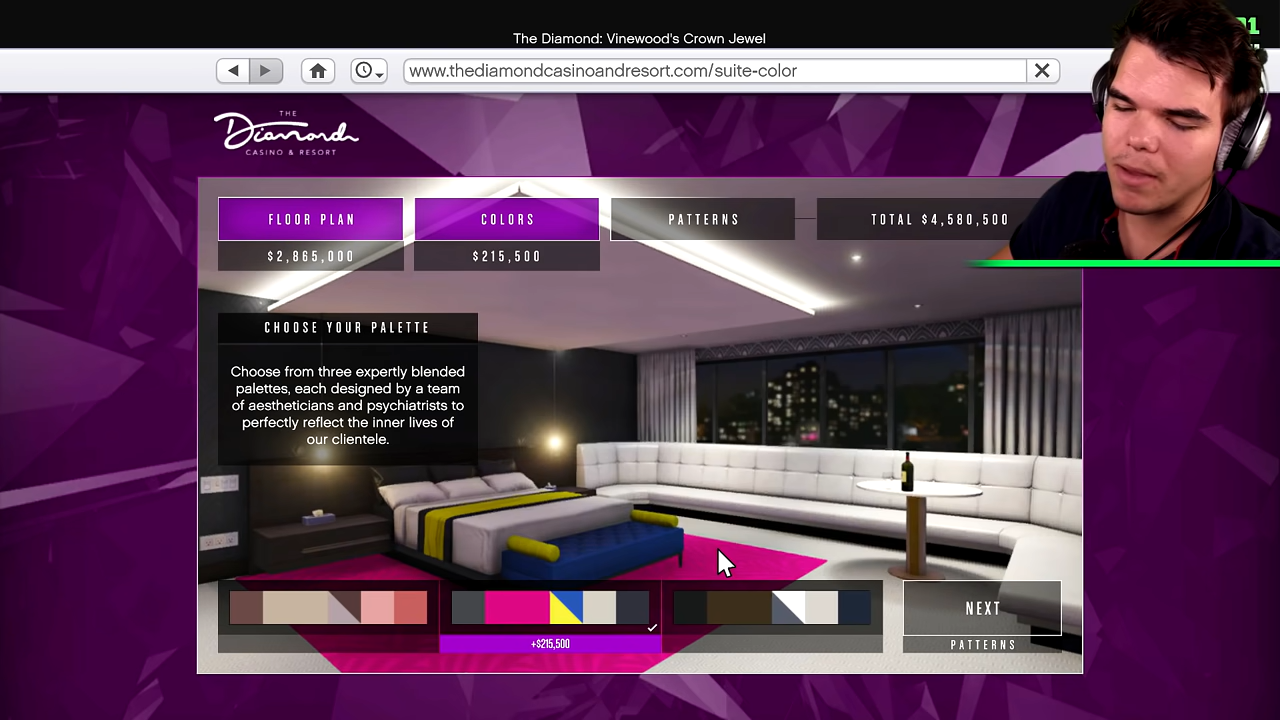 The Diamond: Vinewood's Crown Jewel
www.thediamondcasinoandresort.com/suite-color
THE
Diamond
CASINO & RESORT
FLOOR PLAN
COLORS
PATTERNS
TOTAL $4,580,500
$2,865,000
$215,500
CHOOSE YOUR PALETTE
Choose from three expertly blended
palettes, each designed by a team
of aestheticians and psychiatrists to
perfectly reflect the inner lives of
our clientele.
+$215,500
NEXT
PATTERNS